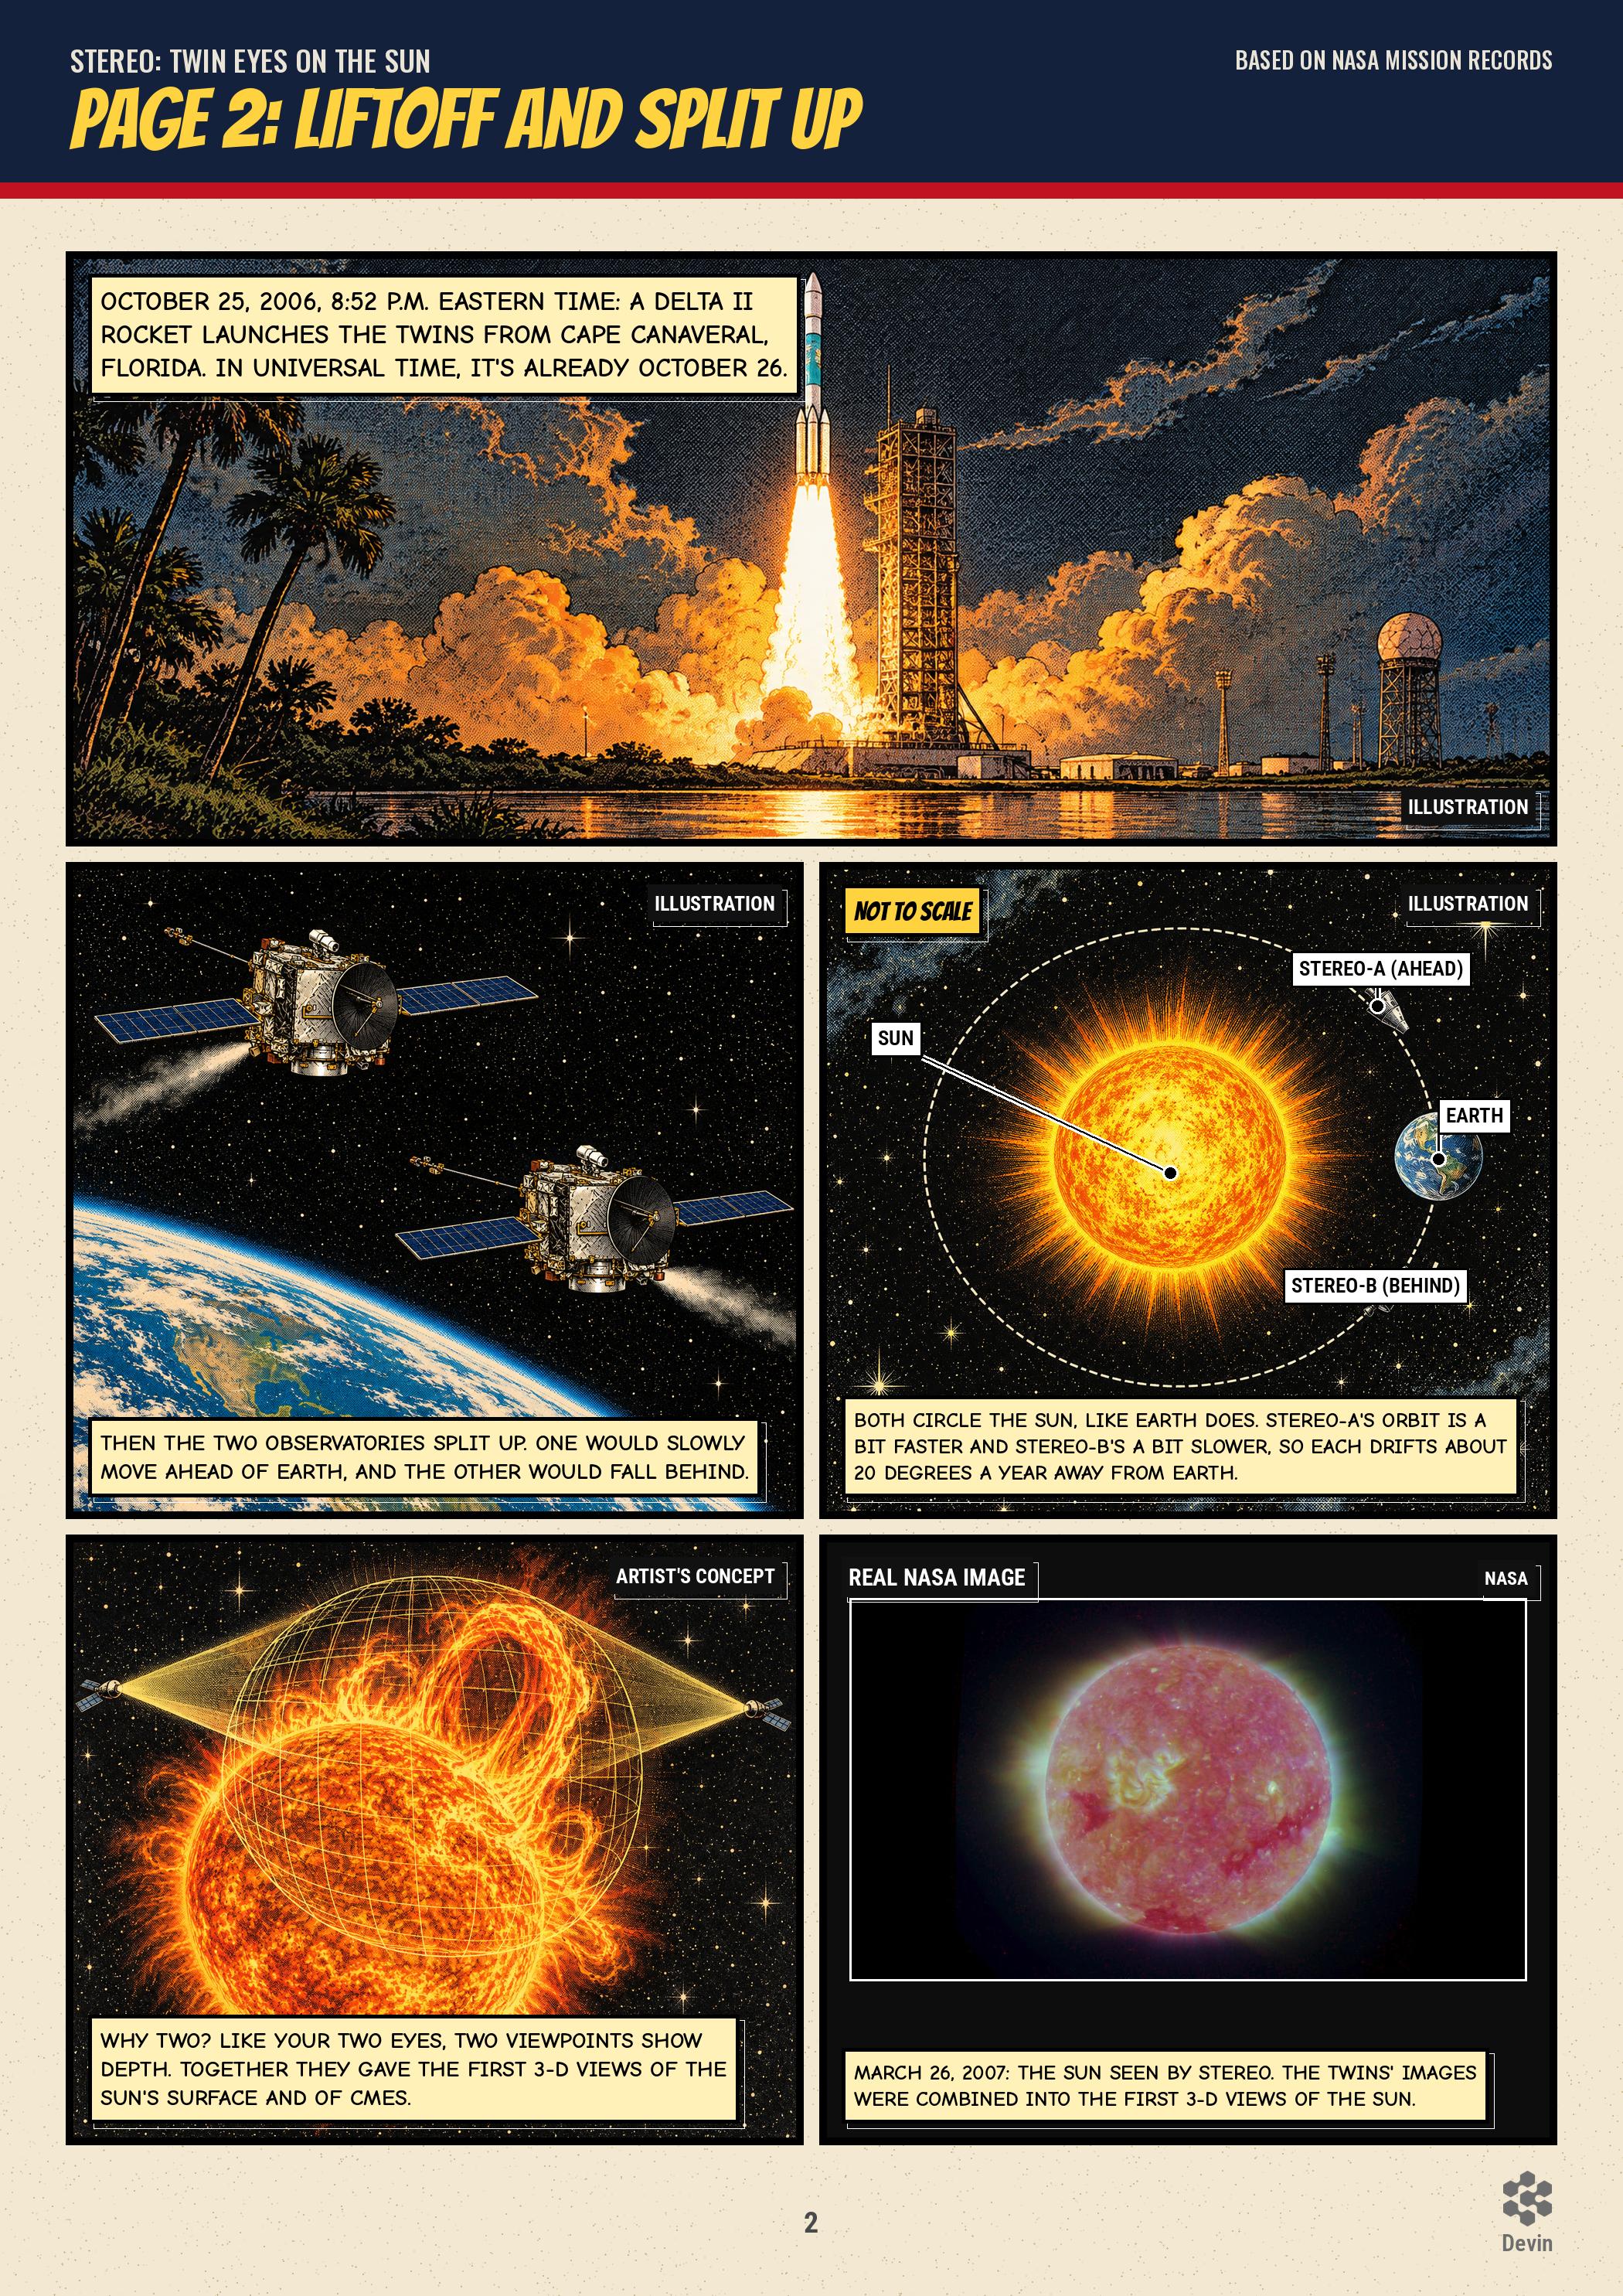 STEREO: TWIN EYES ON THE SUN
BASED ON NASA MISSION RECORDS
PAGE 2: LIFTOFF AND SPLIT UP
OCTOBER 25, 2006, 8:52 P.M. EASTERN TIME: A DELTA II
ROCKET LAUNCHES THE TWINS FROM CAPE CANAVERAL,
FLORIDA. IN UNIVERSAL TIME, IT'S ALREADY OCTOBER 26.
ILLUSTRATION
ILLUSTRATION
THEN THE TWO OBSERVATORIES SPLIT UP. ONE WOULD SLOWLY
MOVE AHEAD OF EARTH, AND THE OTHER WOULD FALL BEHIND.
NOT TO SCALE
ILLUSTRATION
STEREO-A (AHEAD)
SUN
EARTH
STEREO-B (BEHIND)
BOTH CIRCLE THE SUN, LIKE EARTH DOES. STEREO-A'S ORBIT IS A
BIT FASTER AND STEREO-B'S A BIT SLOWER, SO EACH DRIFTS ABOUT
20 DEGREES A YEAR AWAY FROM EARTH.
ARTIST'S CONCEPT
WHY TWO? LIKE YOUR TWO EYES, TWO VIEWPOINTS SHOW
DEPTH. TOGETHER THEY GAVE THE FIRST 3-D VIEWS OF THE
SUN'S SURFACE AND OF CMES.
REAL NASA IMAGE
NASA
MARCH 26, 2007: THE SUN SEEN BY STEREO. THE TWINS' IMAGES
WERE COMBINED INTO THE FIRST 3-D VIEWS OF THE SUN.
2
Devin